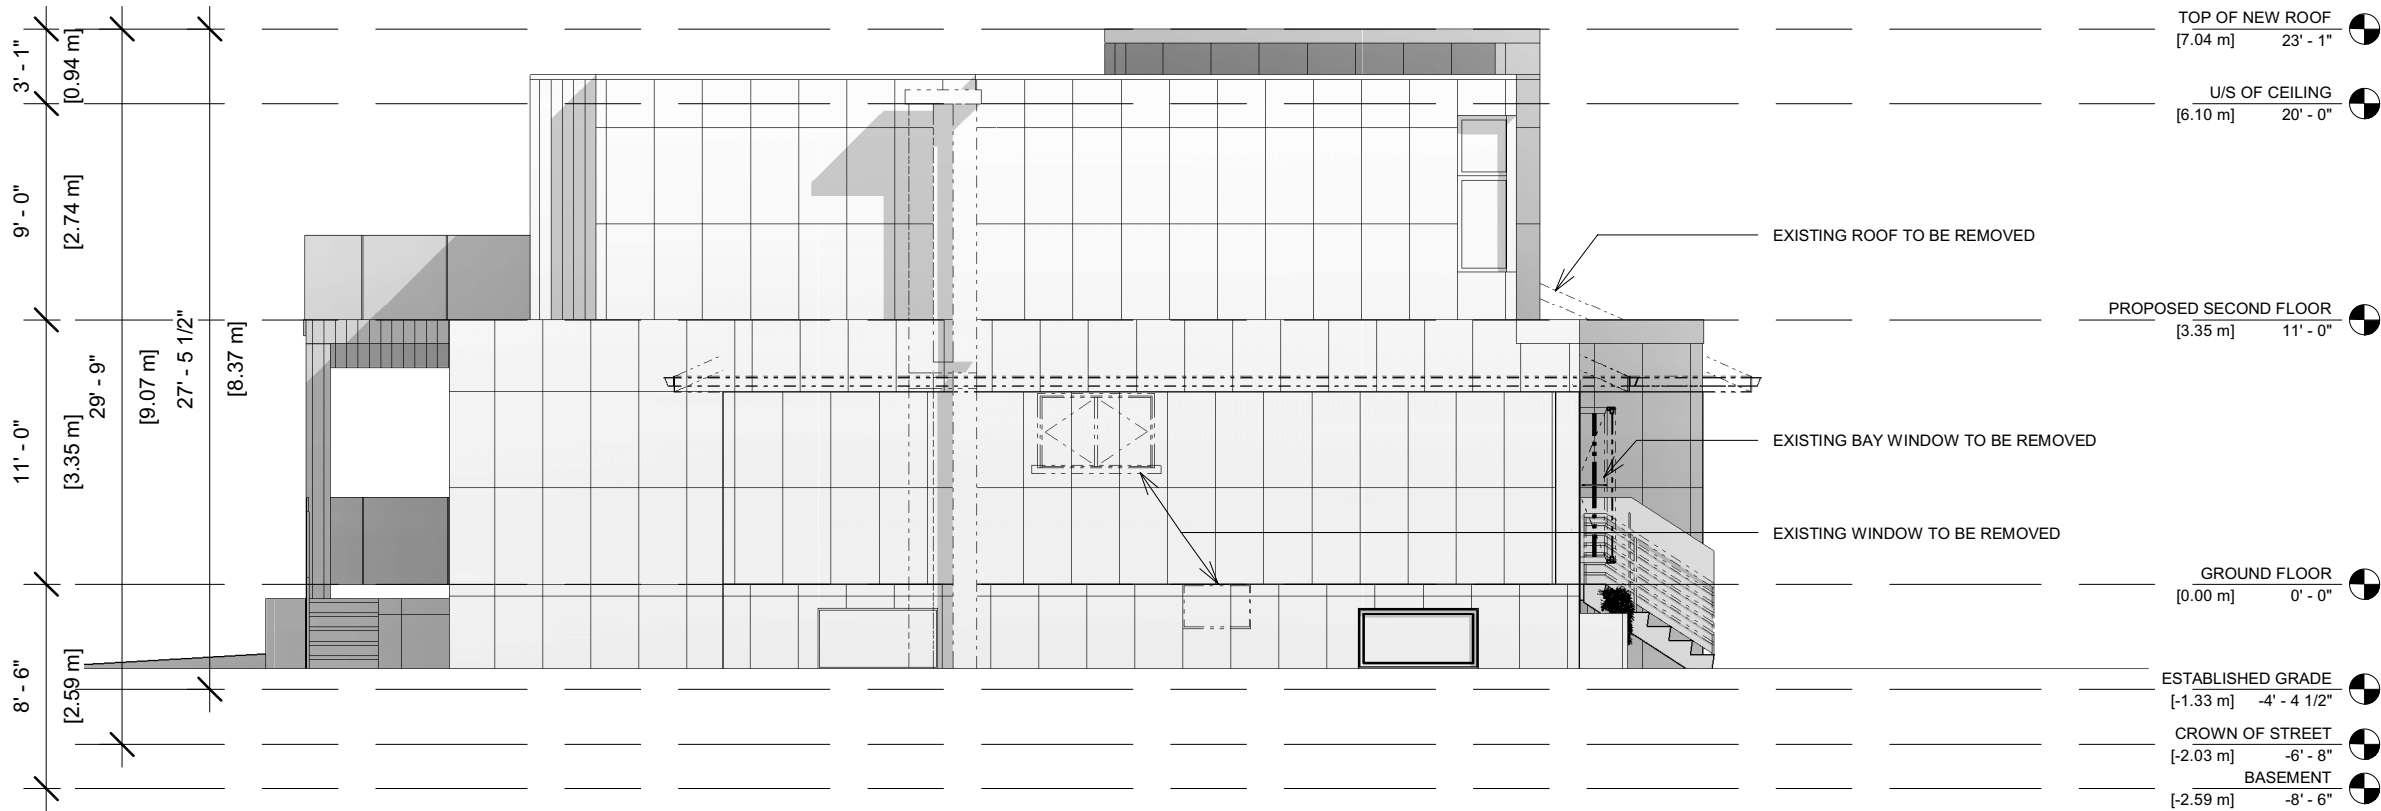 TOP OF NEW ROOF
[7.04 m] 23' - 1"
U/S OF CEILING
[6.10 m] 20' - 0"
PROPOSED SECOND FLOOR
[3.35 m] 11' - 0"
GROUND FLOOR
[0.00 m] 0' - 0"
ESTABLISHED GRADE
[-1.33 m] -4' - 4 1/2"
CROWN OF STREET
[-2.03 m] -6' - 8"
BASEMENT
[-2.59 m] -8' - 6"
EXISTING ROOF TO BE REMOVED
EXISTING BAY WINDOW TO BE REMOVED
EXISTING WINDOW TO BE REMOVED
3' - 1"
[0.94 m]
9' - 0"
[2.74 m]
11' - 0"
[3.35 m]
8' - 6"
[2.59 m]
29' - 9"
[9.07 m]
27' - 5 1/2"
[8.37 m]